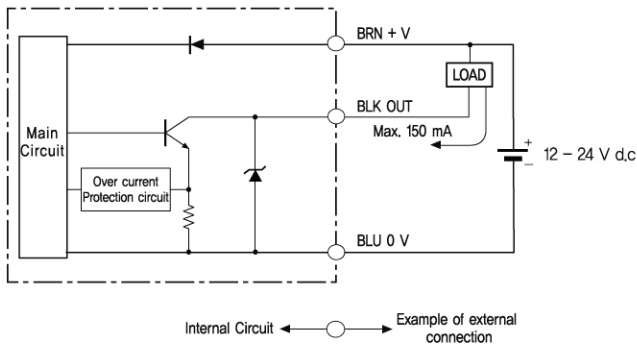 BRN + V
LOAD
BLK OUT
Max. 150 mA
Main
Circuit
+
12 – 24 V d.c
–
Over current
Protection circuit
BLU 0 V
Internal Circuit
Example of external
connection